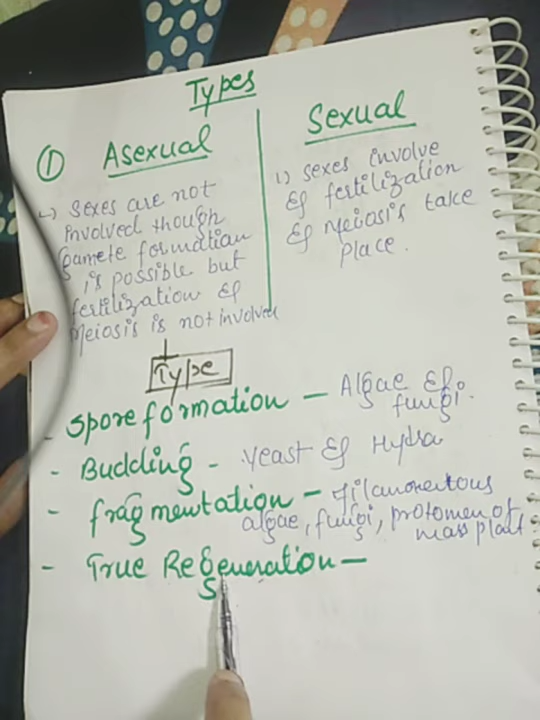 Types
① Asexual
↳ Sexes are not
involved though
gamete formation
is possible but
fertilization &
Meiosis is not involved
Sexual
1) sexes involve
& fertilization
& Meiosis take
place.
Type
- Spore formation - Algae &
fungi.
- Budding - Yeast & Hydra
- fragmentation - filamentous
algae, fungi, protomen of
mass plant.
- True Regeneration -